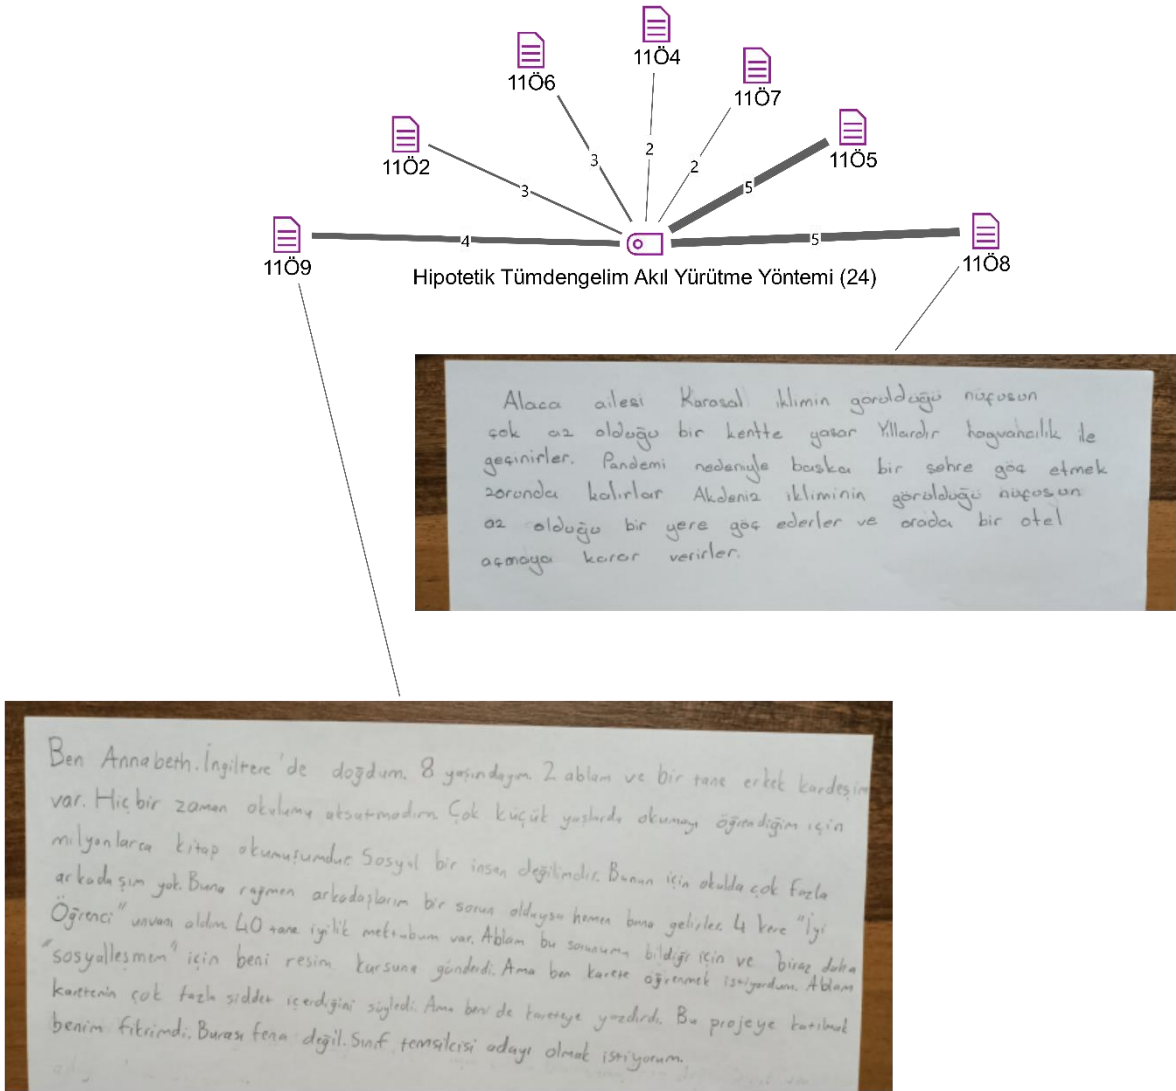 11Ö4
11Ö6
11Ö7
11Ö2
11Ö5
3
2
2
3
5
11Ö9
4
5
11Ö8
Hipotetik Tümdengelim Akıl Yürütme Yöntemi (24)
Alaca ailesi Karasal iklimin görüldüğü nüfusun
çok az olduğu bir kentte yaşar Yıllardır hayvancılık ile
geçinirler. Pandemi nedeniyle başka bir şehre göç etmek
zorunda kalırlar Akdeniz ikliminin görüldüğü nüfusun
az olduğu bir yere göç ederler ve orada bir otel
açmaya karar verirler.
Ben Annabeth. İngiltere'de doğdum. 8 yaşındayım. 2 ablam ve bir tane erkek kardeşim
var. Hiç bir zaman okulumu aksatmadım. Çok küçük yaşlarda okumayı öğrendiğim için
milyonlarca kitap okumuşumdur. Sosyal bir insan değilimdir. Bunun için okulda çok fazla
arkadaşım yok. Buna rağmen arkadaşlarım bir sorun olduysa hemen bana gelirler. 4 kere "İyi
Öğrenci" unvanı aldım. 40 tane iyilik mektubum var. Ablam bu sorunumu bildiği için ve biraz daha
"sosyalleşmem" için beni resim kursuna gönderdi. Ama ben karete öğrenmek istiyordum. Ablam
karetenin çok fazla şiddet içerdiğini söyledi. Ama beni de kareteye yazdırdı. Bu projeye katılmak
benim fikrimdi. Burası fena değil. Sınıf temsilcisi adayı olmak istiyorum.